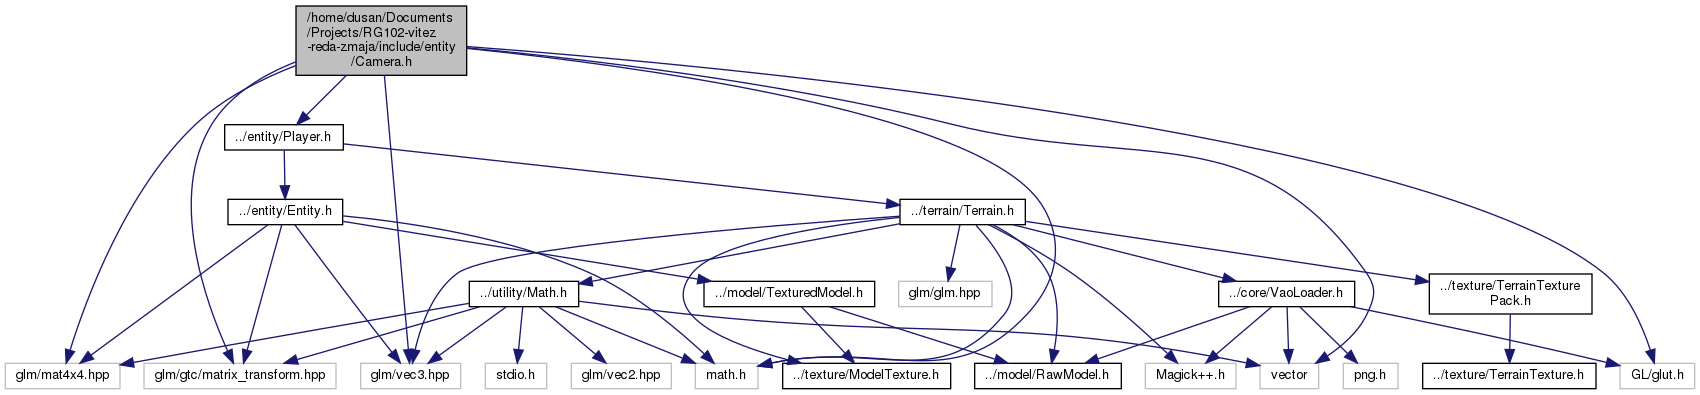 /home/dusan/Documents
/Projects/RG102-vitez
-reda-zmaja/include/entity
/Camera.h
../entity/Player.h
../entity/Entity.h
../terrain/Terrain.h
../utility/Math.h
../model/TexturedModel.h
glm/glm.hpp
../core/VaoLoader.h
../texture/TerrainTexture
Pack.h
glm/mat4x4.hpp
glm/gtc/matrix_transform.hpp
glm/vec3.hpp
stdio.h
glm/vec2.hpp
math.h
../texture/ModelTexture.h
../model/RawModel.h
Magick++.h
vector
png.h
../texture/TerrainTexture.h
GL/glut.h